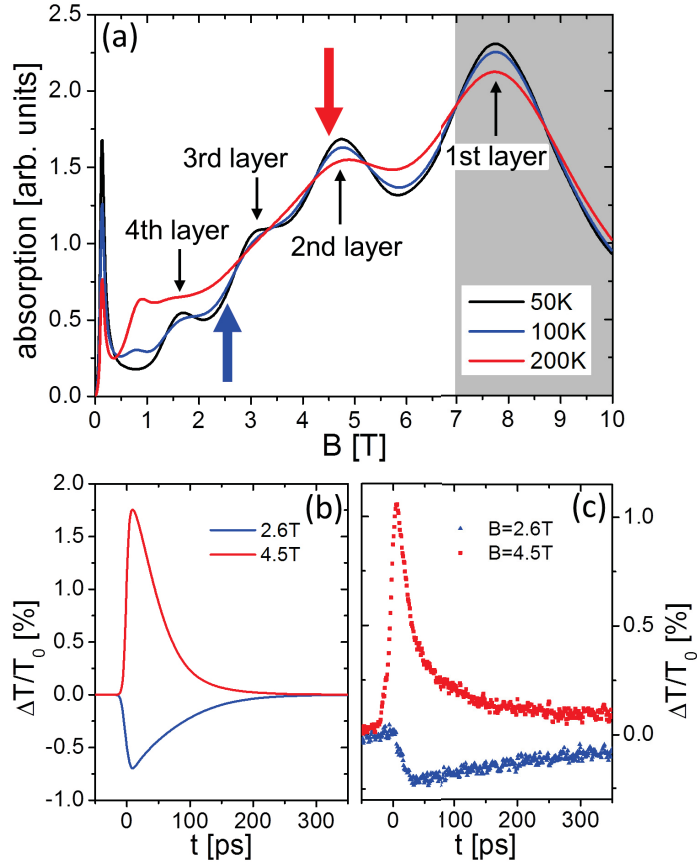 (a)
absorption [arb. units]
2.5
2.0
1.5
1.0
0.5
0.0
3rd layer
4th layer
2nd layer
1st layer
50K
100K
200K
0 1 2 3 4 5 6 7 8 9 10
B [T]
(b)
2.6T
4.5T
ΔT/T0 [%]
2.0
1.5
1.0
0.5
0.0
-0.5
-1.0
0 100 200 300
t [ps]
(c)
B=2.6T
B=4.5T
1.0
0.5
0.0
ΔT/T0 [%]
0 100 200 300
t [ps]